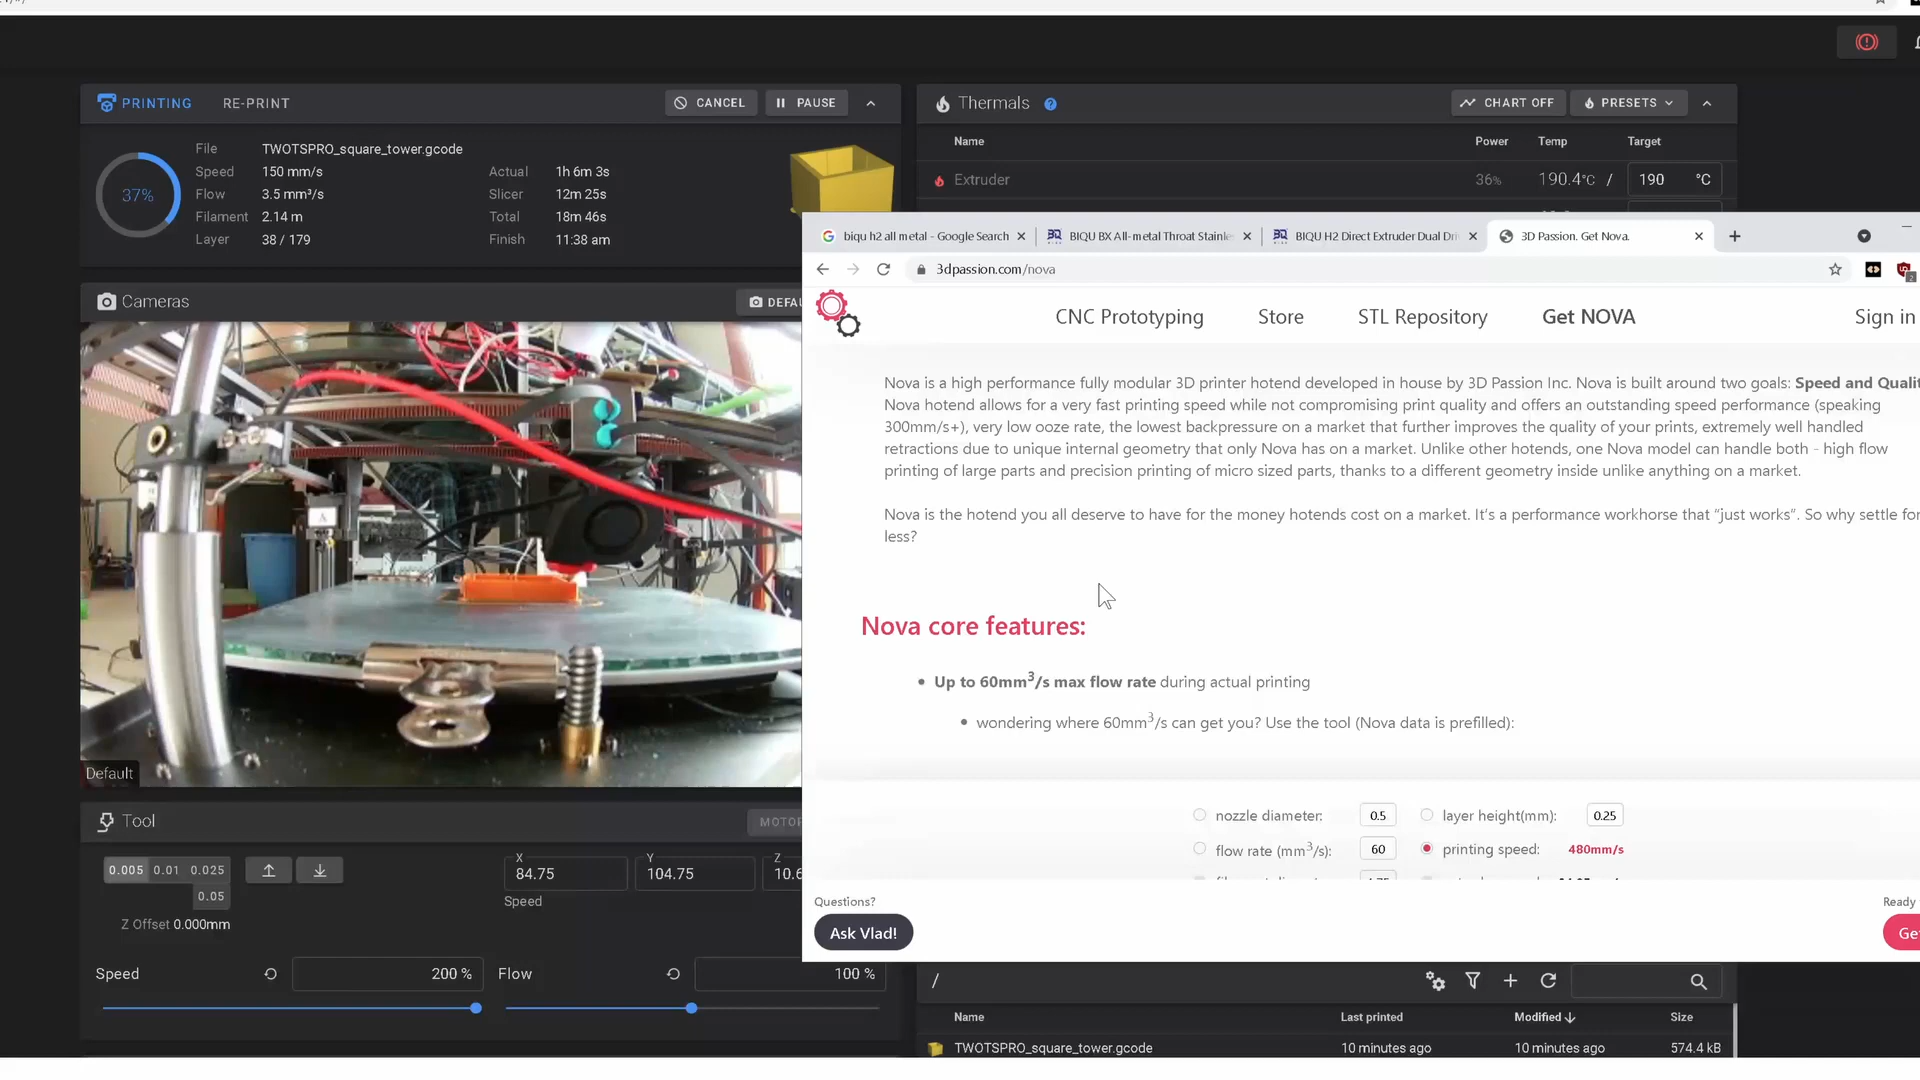 PRINTING RE-PRINT CANCEL PAUSE
37%
File TWOTSPRO_square_tower.gcode
Speed 150 mm/s Actual 1h 6m 3s
Flow 3.5 mm³/s Slicer 12m 25s
Filament 2.14 m Total 18m 46s
Layer 38 / 179 Finish 11:38 am
Thermals ? CHART OFF PRESETS
Name Power Temp Target
Extruder 36% 190.4°C / 190 °C
Cameras
Default
biqu h2 all metal - Google Search BIQU BX All-metal Throat Stainle BIQU H2 Direct Extruder Dual Dri 3D Passion. Get Nova.
3dpassion.com/nova
CNC Prototyping Store STL Repository Get NOVA Sign in
Nova is a high performance fully modular 3D printer hotend developed in house by 3D Passion Inc. Nova is built around two goals: Speed and Qualit
Nova hotend allows for a very fast printing speed while not compromising print quality and offers an outstanding speed performance (speaking
300mm/s+), very low ooze rate, the lowest backpressure on a market that further improves the quality of your prints, extremely well handled
retractions due to unique internal geometry that only Nova has on a market. Unlike other hotends, one Nova model can handle both - high flow
printing of large parts and precision printing of micro sized parts, thanks to a different geometry inside unlike anything on a market.
Nova is the hotend you all deserve to have for the money hotends cost on a market. It's a performance workhorse that "just works". So why settle for
less?
Nova core features:
• Up to 60mm³/s max flow rate during actual printing
• wondering where 60mm³/s can get you? Use the tool (Nova data is prefilled):
nozzle diameter: 0.5 layer height(mm): 0.25
flow rate (mm³/s): 60 printing speed: 480mm/s
Questions? Ready
Ask Vlad! Ge
Tool MOTOR
0.005 0.01 0.025
0.05
Z Offset 0.000mm
X Y Z
84.75 104.75 10.6
Speed
Speed 200 % Flow 100 %
/
Name Last printed Modified Size
TWOTSPRO_square_tower.gcode 10 minutes ago 10 minutes ago 574.4 kB